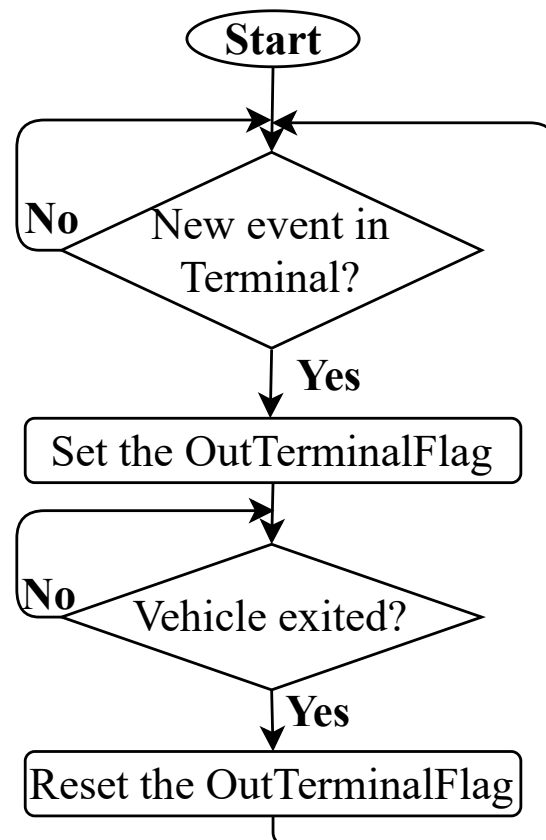 Start
No
New event in
Terminal?
Yes
Set the OutTerminalFlag
No
Vehicle exited?
Yes
Reset the OutTerminalFlag